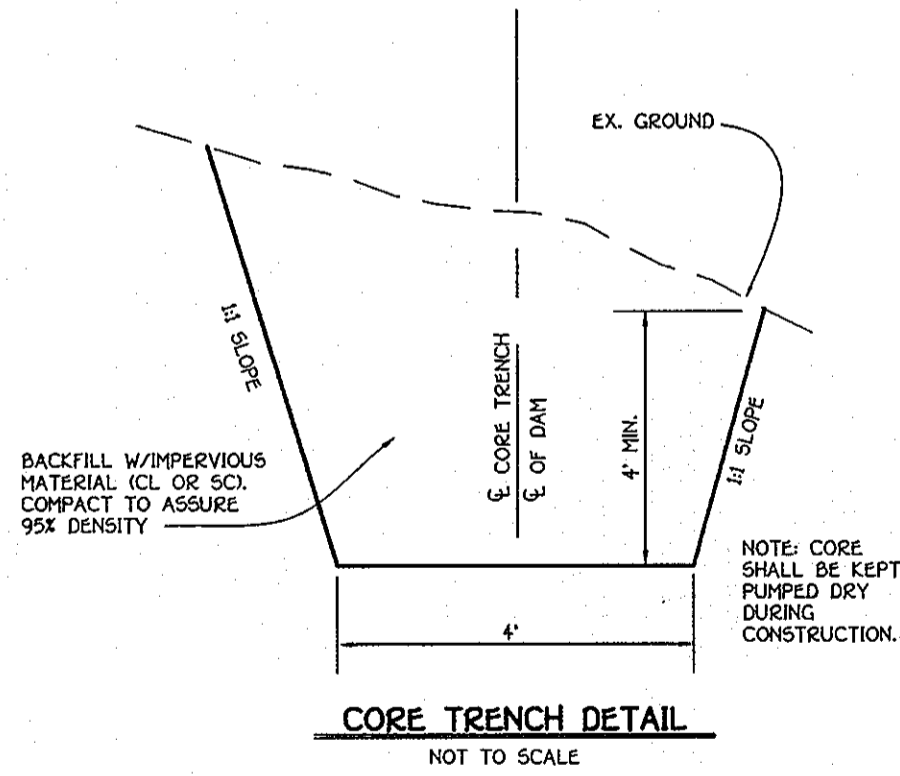 EX. GROUND
1:1 SLOPE
℄ CORE TRENCH
℄ OF DAM
4' MIN.
1:1 SLOPE
BACKFILL W/IMPERVIOUS
MATERIAL (CL OR SC).
COMPACT TO ASSURE
95% DENSITY
NOTE: CORE
SHALL BE KEPT
PUMPED DRY
DURING
CONSTRUCTION.
4'
CORE TRENCH DETAIL
NOT TO SCALE